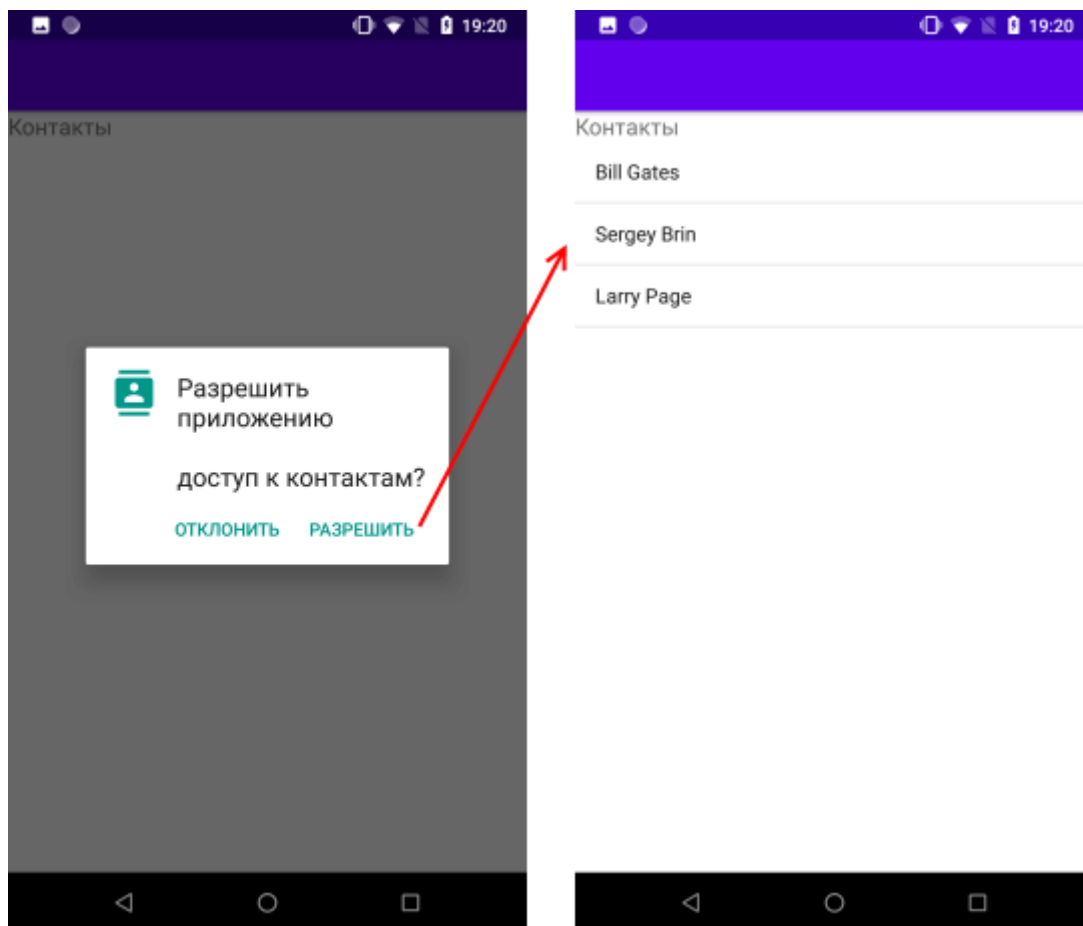 19:20
Контакты
Разрешить
приложению
доступ к контактам?
ОТКЛОНИТЬ РАЗРЕШИТЬ
19:20
Контакты
Bill Gates
Sergey Brin
Larry Page